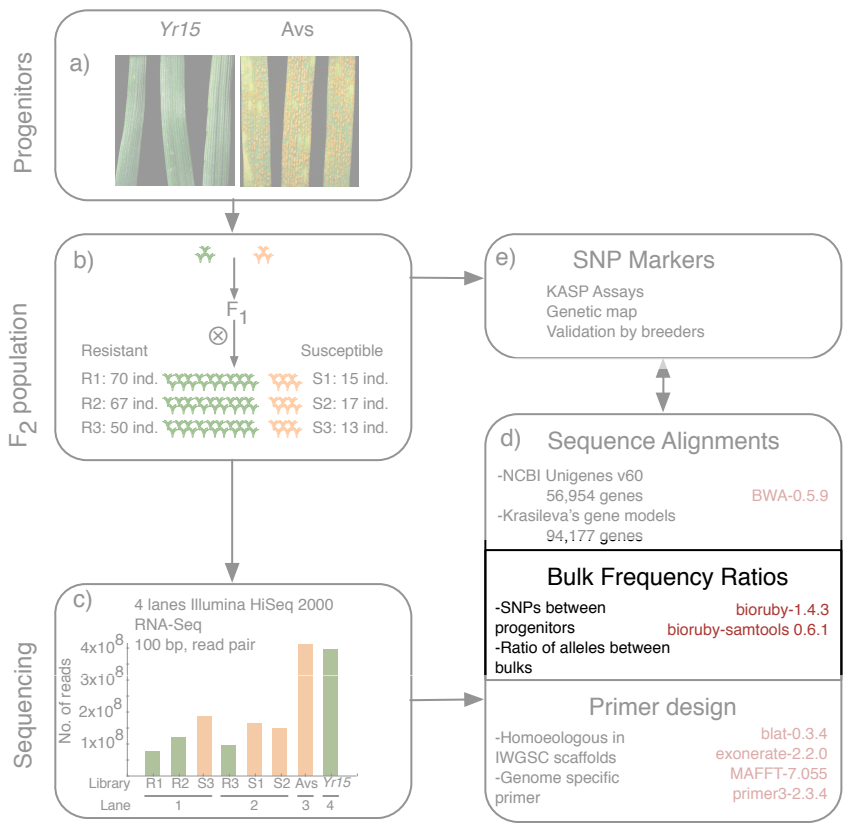 Progenitors
Yr15 Avs
a)
F2 population
b)
F1
Resistant Susceptible
R1: 70 ind. S1: 15 ind.
R2: 67 ind. S2: 17 ind.
R3: 50 ind. S3: 13 ind.
Sequencing
c)
4 lanes Illumina HiSeq 2000
RNA-Seq
100 bp, read pair
No. of reads
4x10^8
3x10^8
2x10^8
1x10^8
Library R1 R2 S3 R3 S1 S2 Avs Yr15
Lane 1 2 3 4
e)
SNP Markers
KASP Assays
Genetic map
Validation by breeders
d)
Sequence Alignments
-NCBI Unigenes v60
56,954 genes BWA-0.5.9
-Krasileva's gene models
94,177 genes
Bulk Frequency Ratios
-SNPs between bioruby-1.4.3
progenitors bioruby-samtools 0.6.1
-Ratio of alleles between
bulks
Primer design
-Homoeologous in blat-0.3.4
IWGSC scaffolds exonerate-2.2.0
-Genome specific MAFFT-7.055
primer primer3-2.3.4